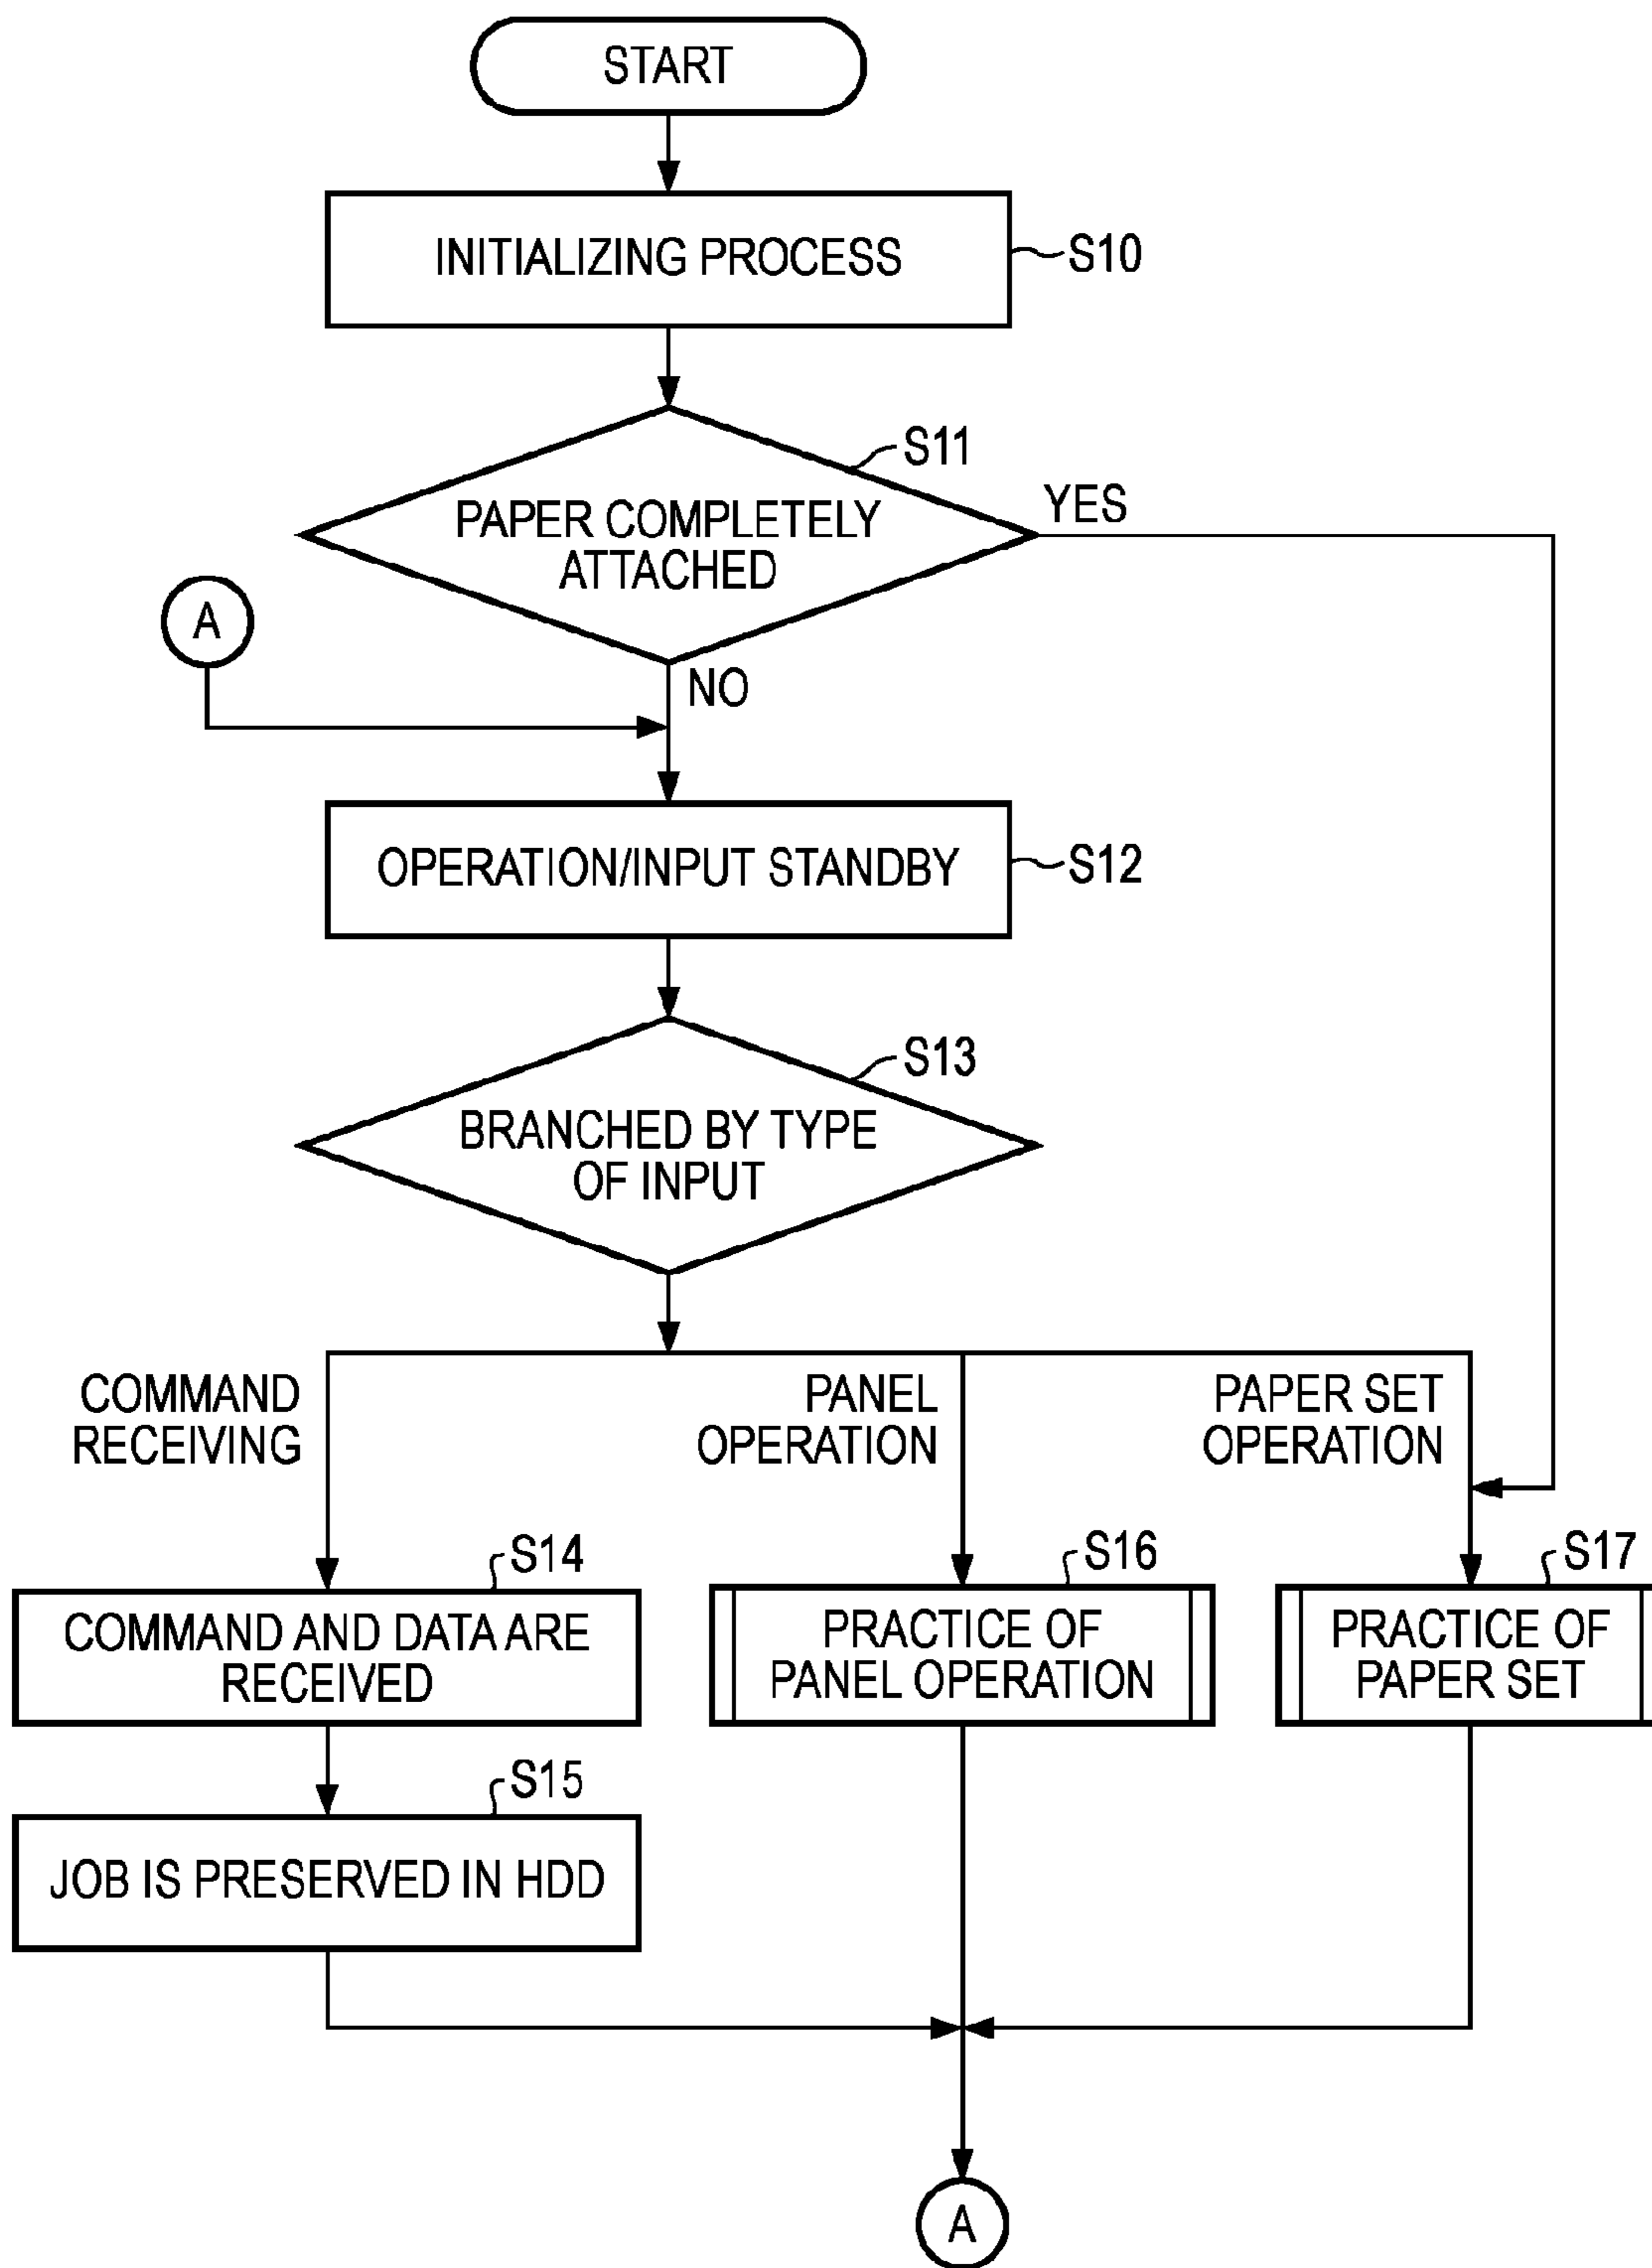 START
INITIALIZING PROCESS
S10
S11
PAPER COMPLETELY
ATTACHED
YES
A
NO
OPERATION/INPUT STANDBY
S12
S13
BRANCHED BY TYPE
OF INPUT
COMMAND
RECEIVING
PANEL
OPERATION
PAPER SET
OPERATION
S14
COMMAND AND DATA ARE
RECEIVED
S16
PRACTICE OF
PANEL OPERATION
S17
PRACTICE OF
PAPER SET
S15
JOB IS PRESERVED IN HDD
A